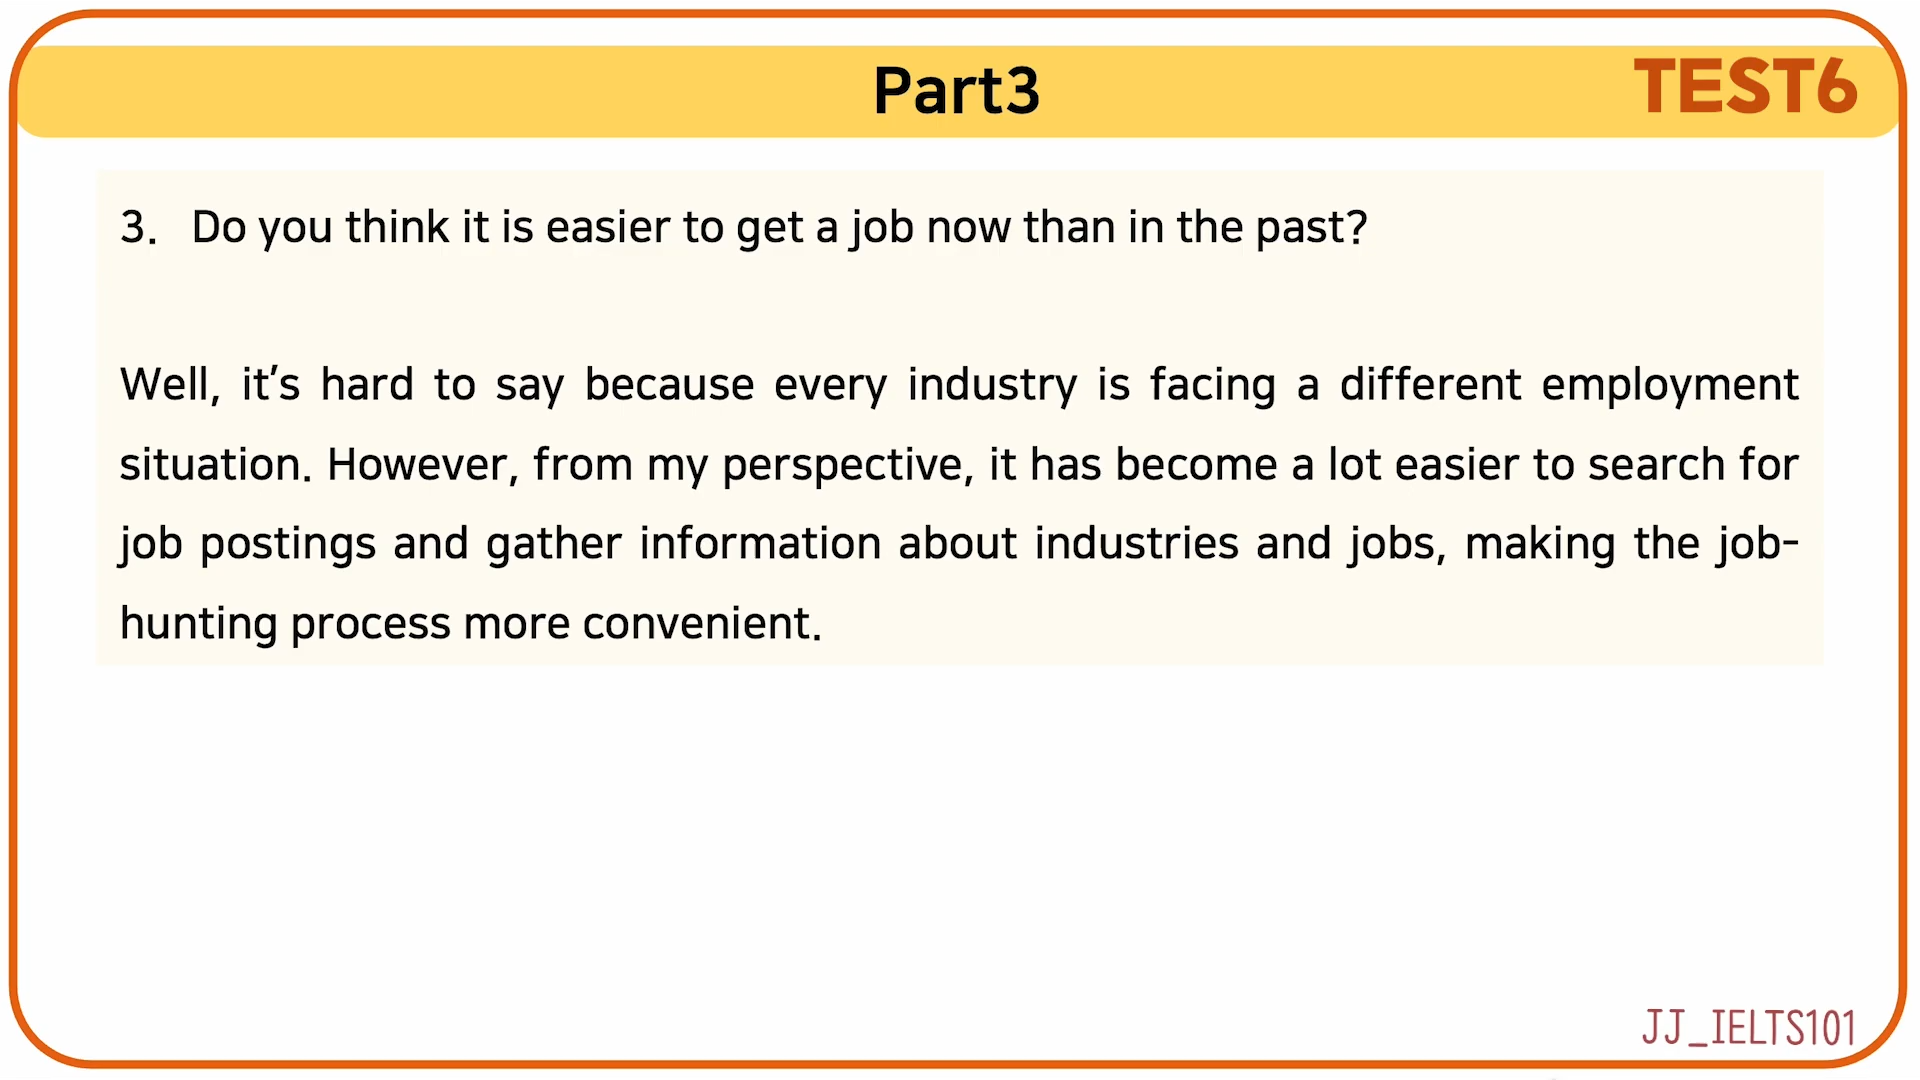 Part3
TEST6
3. Do you think it is easier to get a job now than in the past?
Well, it’s hard to say because every industry is facing a different employment
situation. However, from my perspective, it has become a lot easier to search for
job postings and gather information about industries and jobs, making the job-
hunting process more convenient.
JJ_IELTS101